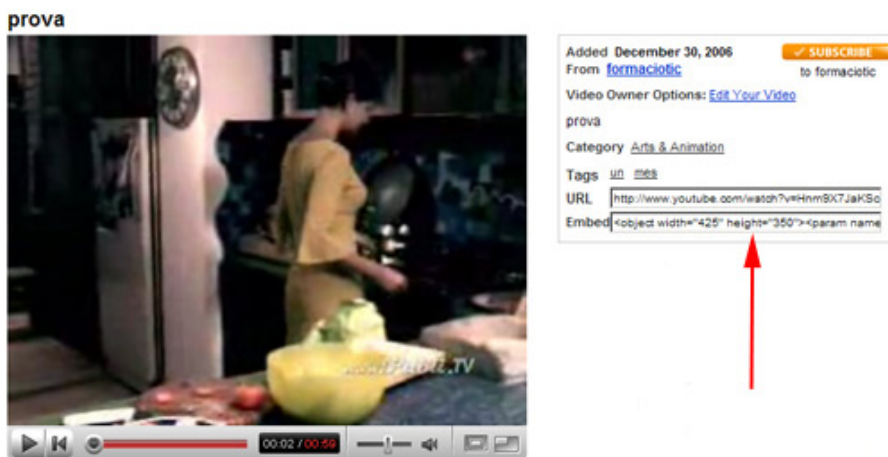 prova
Added December 30, 2006
SUBSCRIBE
From formaciotic
to formaciotic
Video Owner Options: Edit Your Video
prova
Category Arts & Animation
Tags un mes
URL http://www.youtube.com/watch?v=Hnm9X7JaKSc
Embed <object width="425" height="350"><param name
00:02 / 00:59